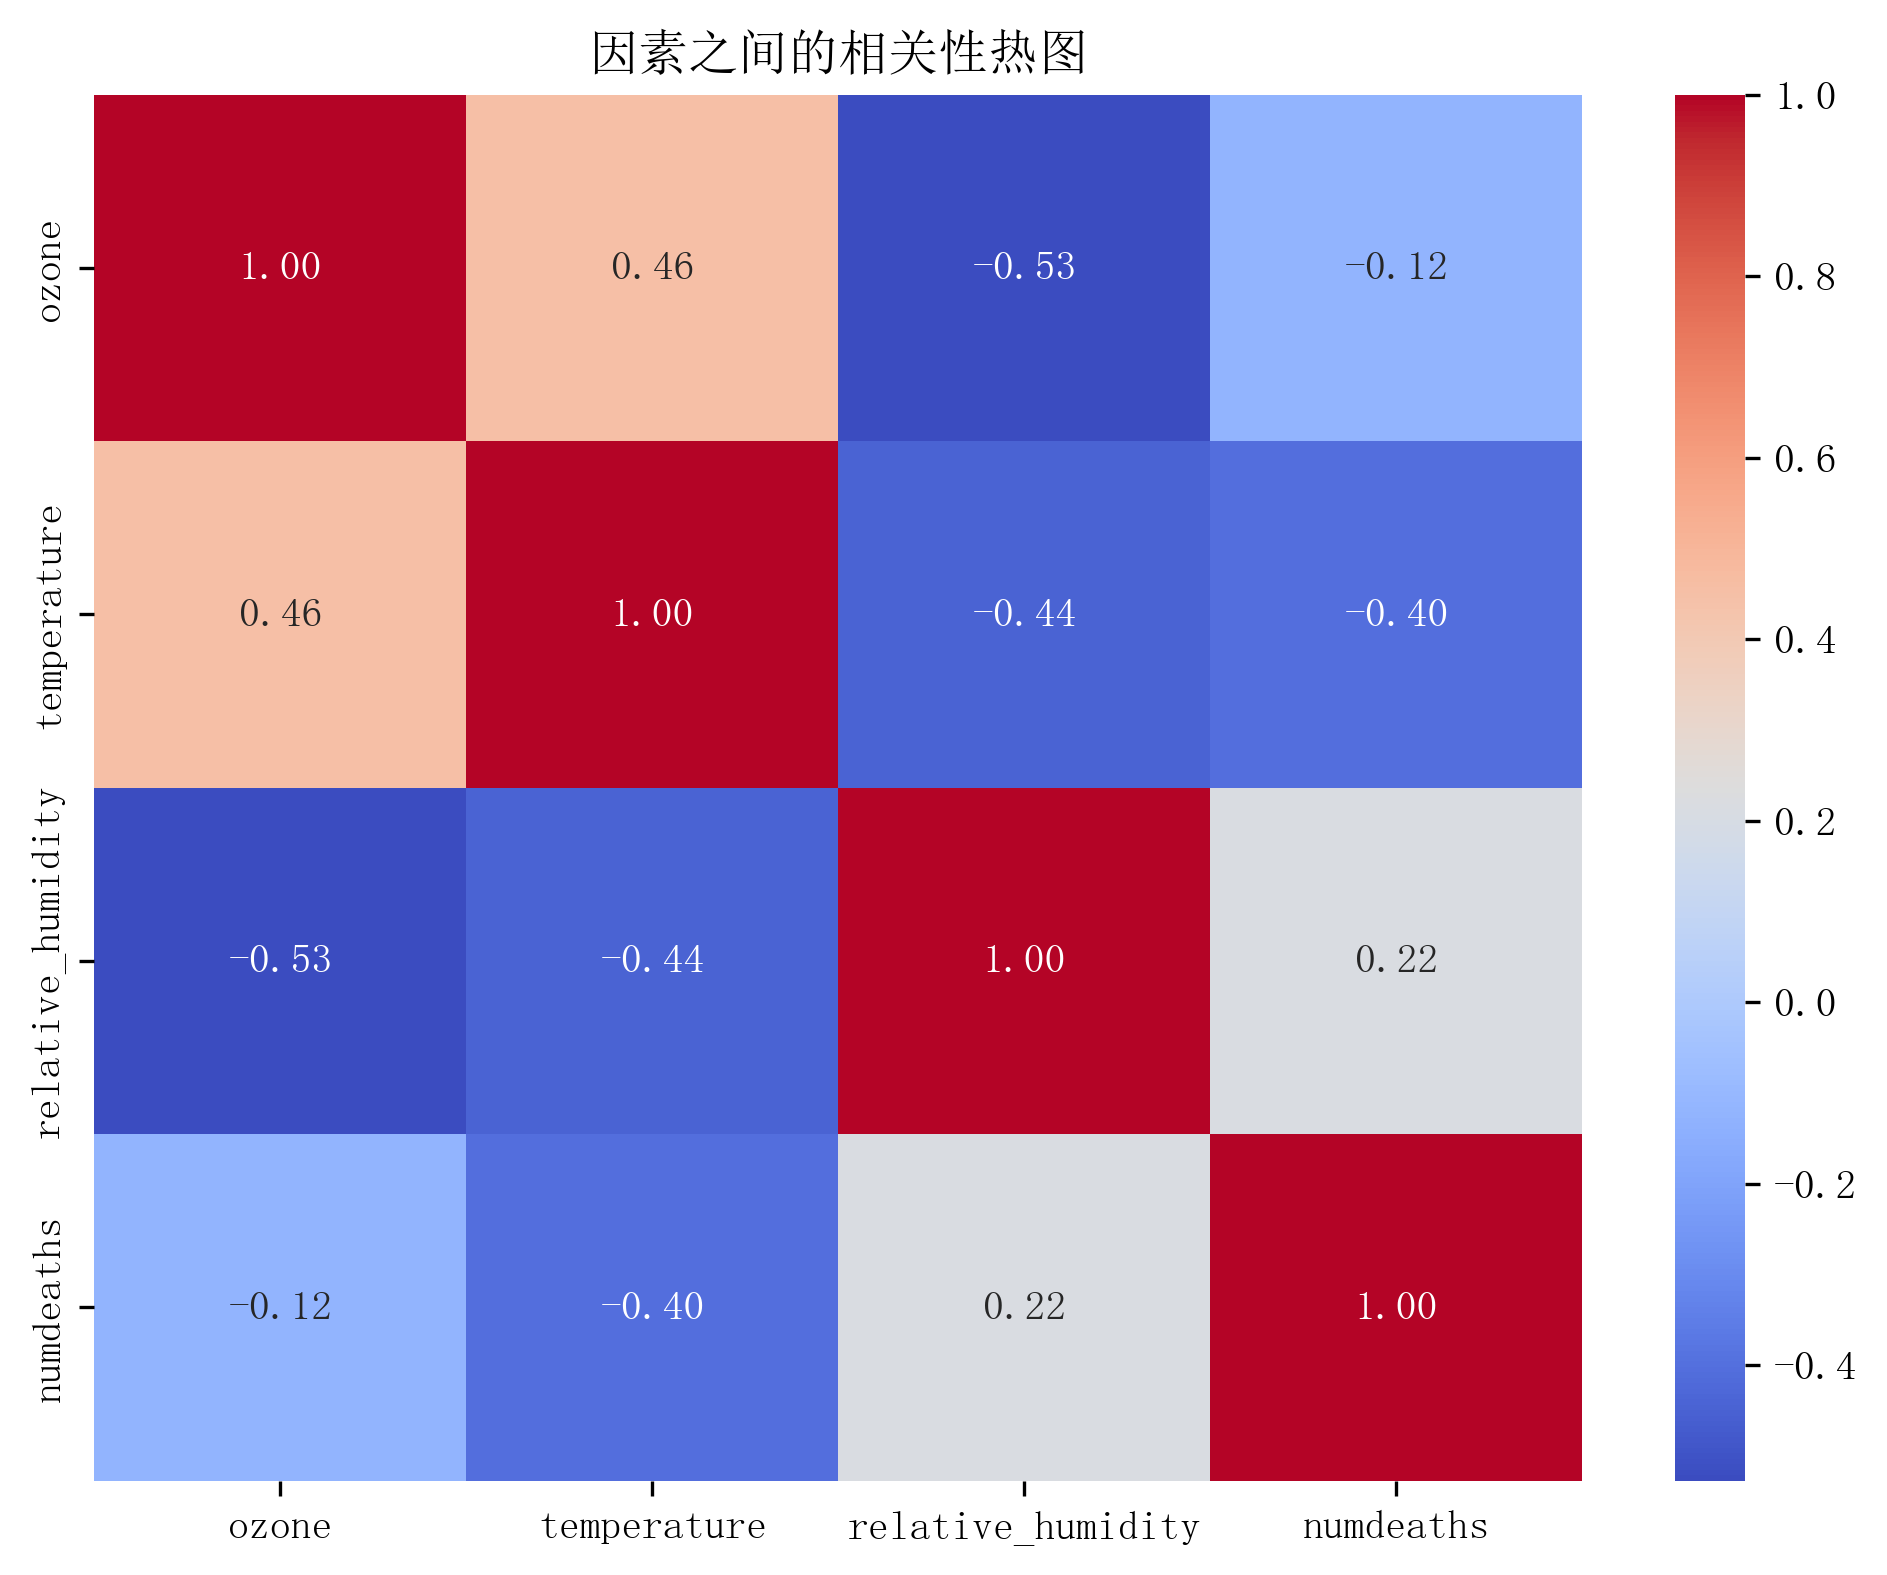 因素之间的相关性热图
ozone
1.00
0.46
-0.53
-0.12
temperature
0.46
1.00
-0.44
-0.40
relative_humidity
-0.53
-0.44
1.00
0.22
numdeaths
-0.12
-0.40
0.22
1.00
ozone
temperature
relative_humidity
numdeaths
1.0
0.8
0.6
0.4
0.2
0.0
-0.2
-0.4